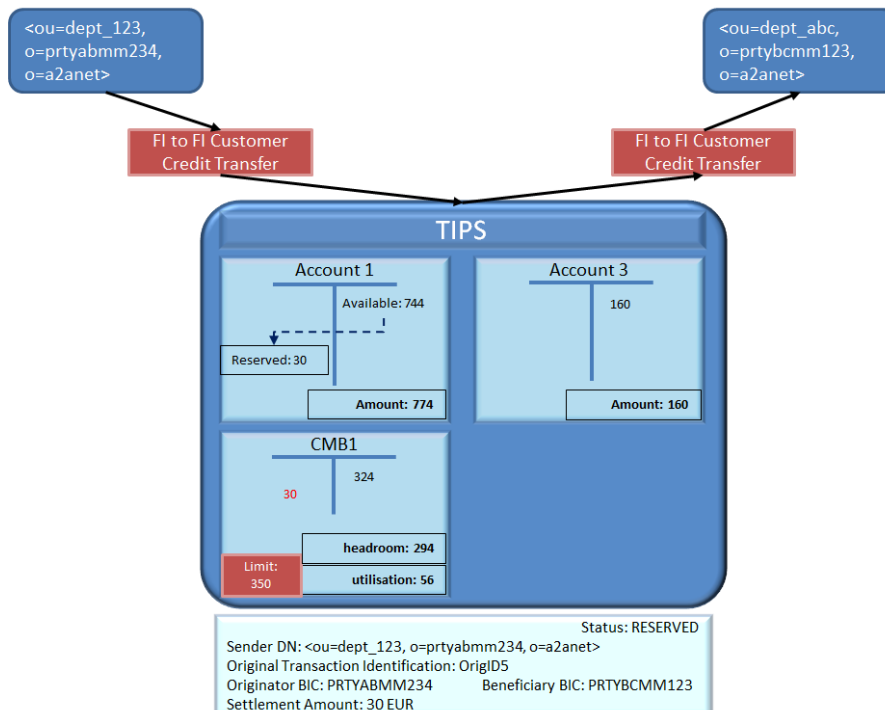 <ou=dept_123,
o=prtyabmm234,
o=a2anet>
<ou=dept_abc,
o=prtybcmm123,
o=a2anet>
FI to FI Customer
Credit Transfer
FI to FI Customer
Credit Transfer
TIPS
Account 1
Available: 744
Reserved: 30
Amount: 774
Account 3
160
Amount: 160
CMB1
324
30
headroom: 294
Limit:
350
utilisation: 56
Status: RESERVED
Sender DN: <ou=dept_123, o=prtyabmm234, o=a2anet>
Original Transaction Identification: OrigID5
Originator BIC: PRTYABMM234 Beneficiary BIC: PRTYBCMM123
Settlement Amount: 30 EUR